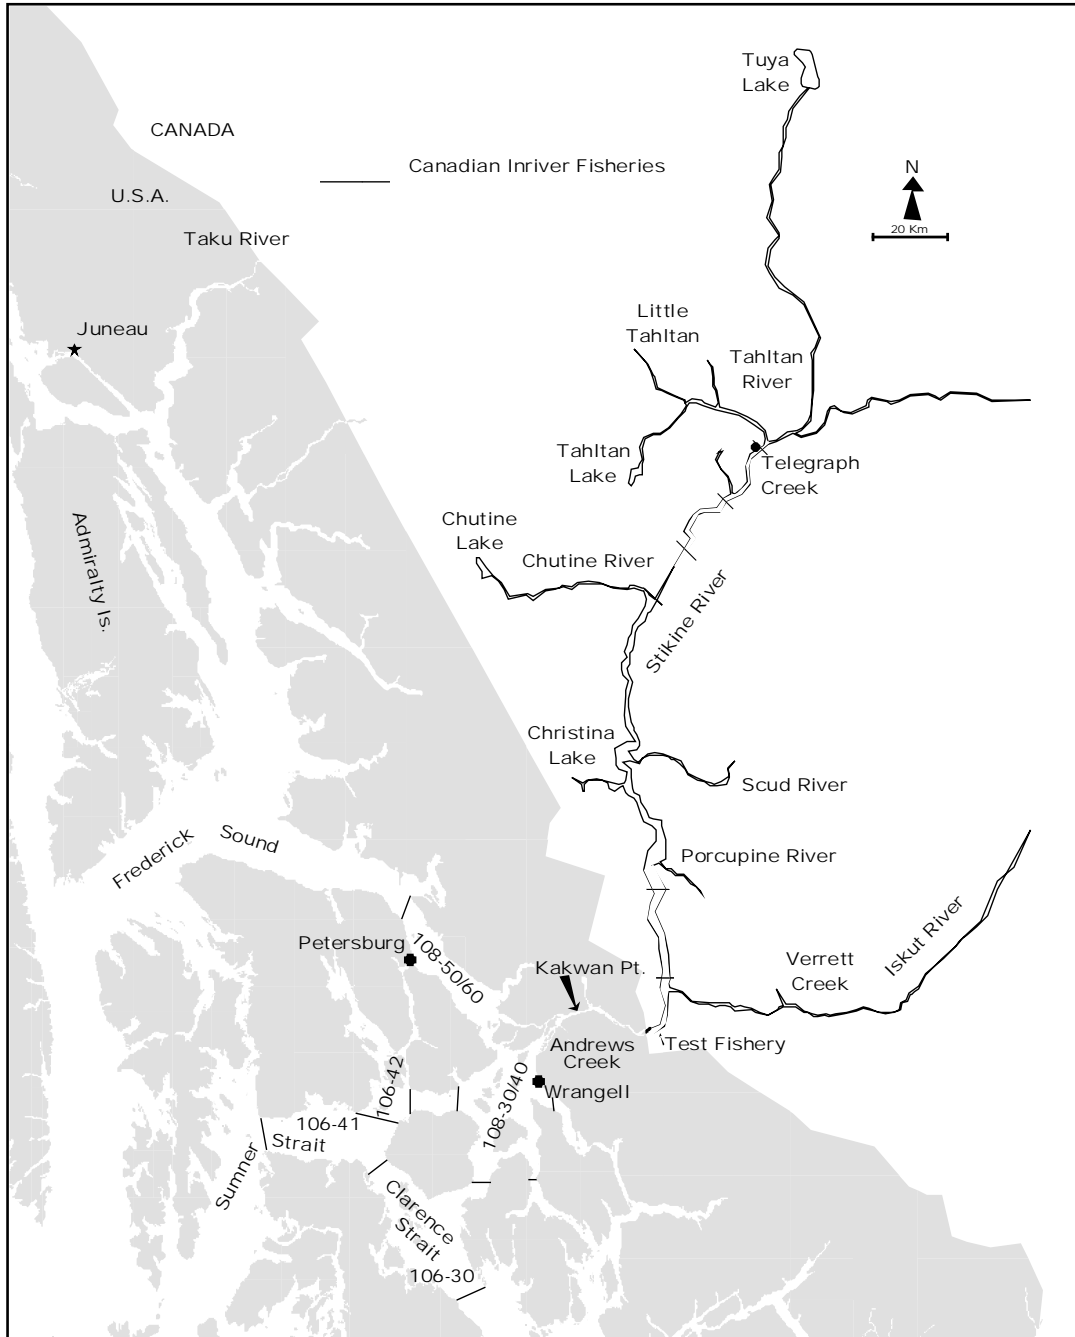 Tuya
Lake
CANADA
Canadian Inriver Fisheries
N
20 Km
U.S.A.
Taku River
Juneau
Little
Tahltan
Tahltan
River
Tahltan
Lake
Telegraph
Creek
Chutine
Lake
Chutine River
Admiralty Is.
Stikine River
Christina
Lake
Scud River
Frederick
Sound
Porcupine River
Petersburg
108-50/60
Kakwan Pt.
Verrett
Creek
Iskut River
Andrews
Creek
Test Fishery
Wrangell
106-42
108-30/40
106-41
Sumner
Strait
Clarence
Strait
106-30